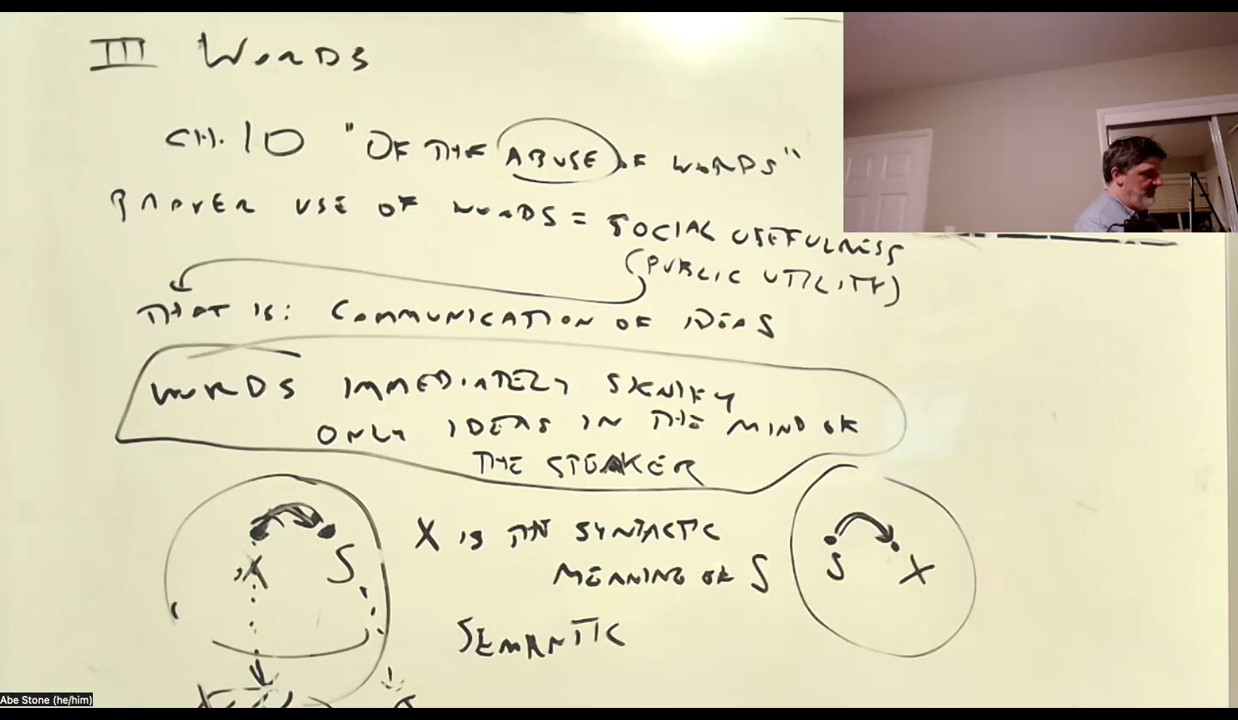 III WORDS
CH. 10 "OF THE ABUSE OF WORDS"
PROPER USE OF WORDS = SOCIAL USEFULNESS
(PUBLIC UTILITY)
THAT IS: COMMUNICATION OF IDEAS
WORDS IMMEDIATELY SIGNIFY
ONLY IDEAS IN THE MIND OF
THE SPEAKER
X S
X IS THE SYNTACTIC
MEANING OF S
S X
SEMANTIC
Abe Stone (he/him)